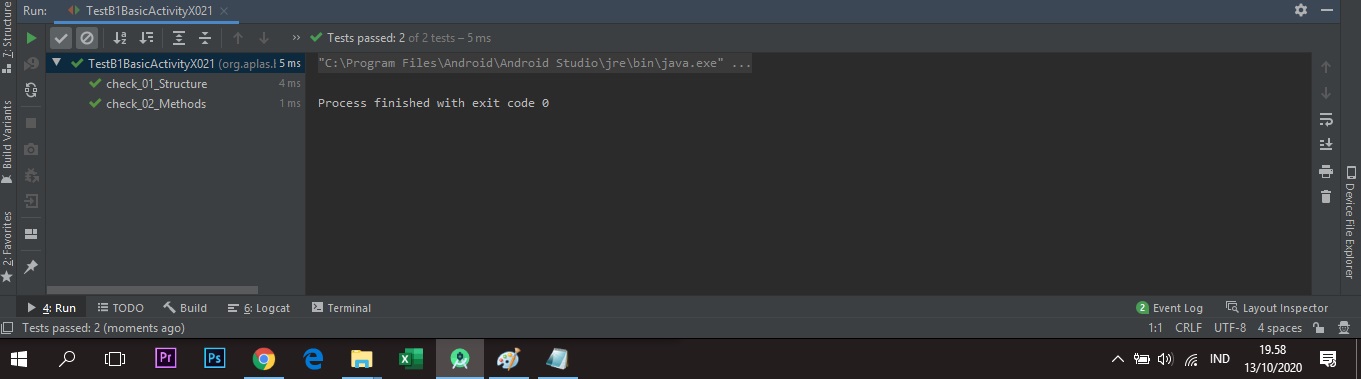 Run: TestB1BasicActivityX021
Tests passed: 2 of 2 tests – 5 ms
TestB1BasicActivityX021 (org.aplas.l 5 ms
check_01_Structure 4 ms
check_02_Methods 1 ms
"C:\Program Files\Android\Android Studio\jre\bin\java.exe" ...
Process finished with exit code 0
7: Structure
Build Variants
2: Favorites
Device File Explorer
4: Run TODO Build 6: Logcat Terminal 2 Event Log Layout Inspector
Tests passed: 2 (moments ago) 1:1 CRLF UTF-8 4 spaces
Pr Ps IND 19.58
13/10/2020